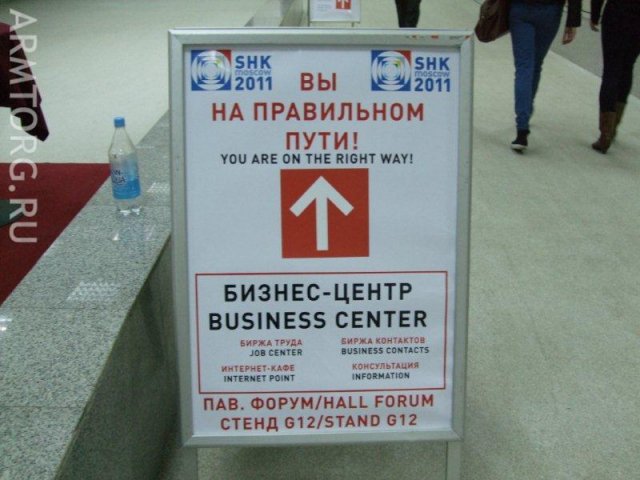 ARMTORG.RU
SHK
moscow
2011
SHK
moscow
2011
ВЫ
НА ПРАВИЛЬНОМ
ПУТИ!
YOU ARE ON THE RIGHT WAY!
БИЗНЕС-ЦЕНТР
BUSINESS CENTER
БИРЖА ТРУДА
JOB CENTER
БИРЖА КОНТАКТОВ
BUSINESS CONTACTS
ИНТЕРНЕТ-КАФЕ
INTERNET POINT
КОНСУЛЬТАЦИЯ
INFORMATION
ПАВ. ФОРУМ/HALL FORUM
СТЕНД G12/STAND G12